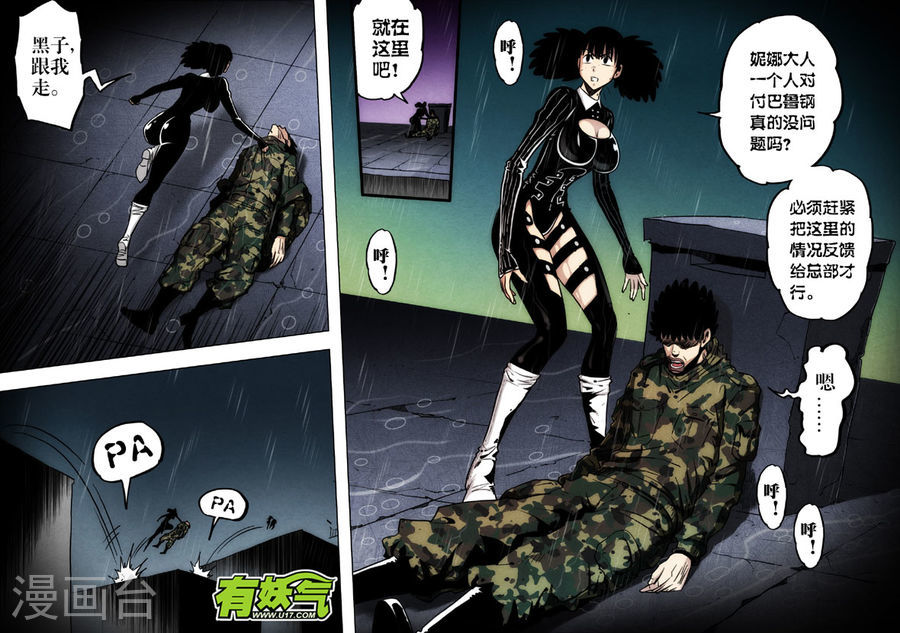 黑子，
跟我
走。
PA
PA
就在
这里
吧！
呼！
妮娜大人
一个人对
付巴鲁钢
真的没问
题吗？
必须赶紧
把这里的
情况反馈
给总部才
行。
呼！
嗯
……
呼！
呼！
漫画台
有妖气
WWW.U17.COM